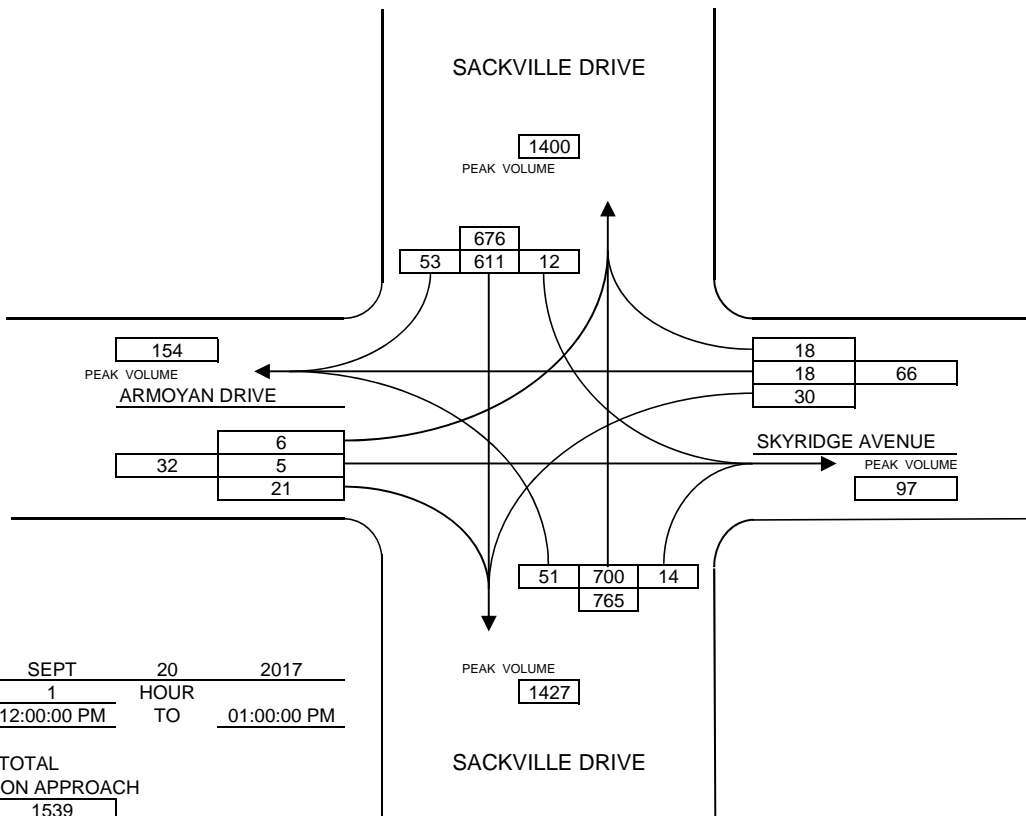 SACKVILLE DRIVE
1400
PEAK VOLUME
676
53 611 12
154
PEAK VOLUME
ARMOYAN DRIVE
18
18 66
30
6
32 5
21
SKYRIDGE AVENUE
PEAK VOLUME
97
51 700 14
765
PEAK VOLUME
1427
SACKVILLE DRIVE
SEPT 20 2017
1 HOUR
12:00:00 PM TO 01:00:00 PM
TOTAL
ON APPROACH
1539